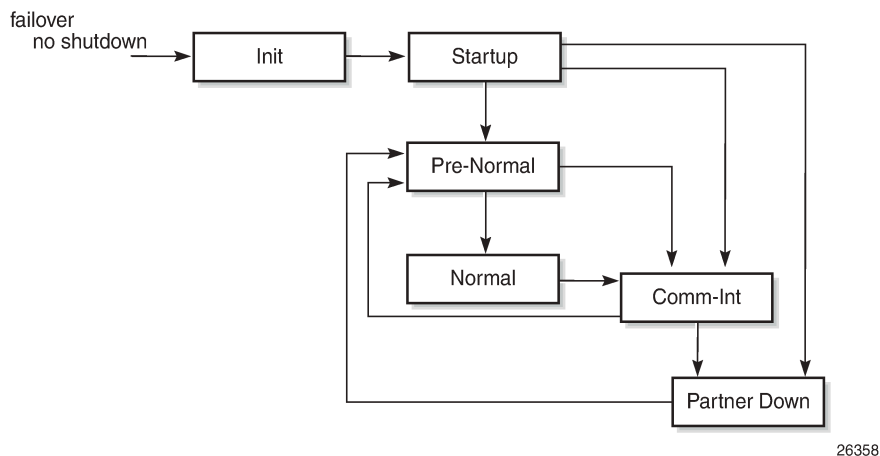 failover
no shutdown
Init
Startup
Pre-Normal
Normal
Comm-Int
Partner Down
26358